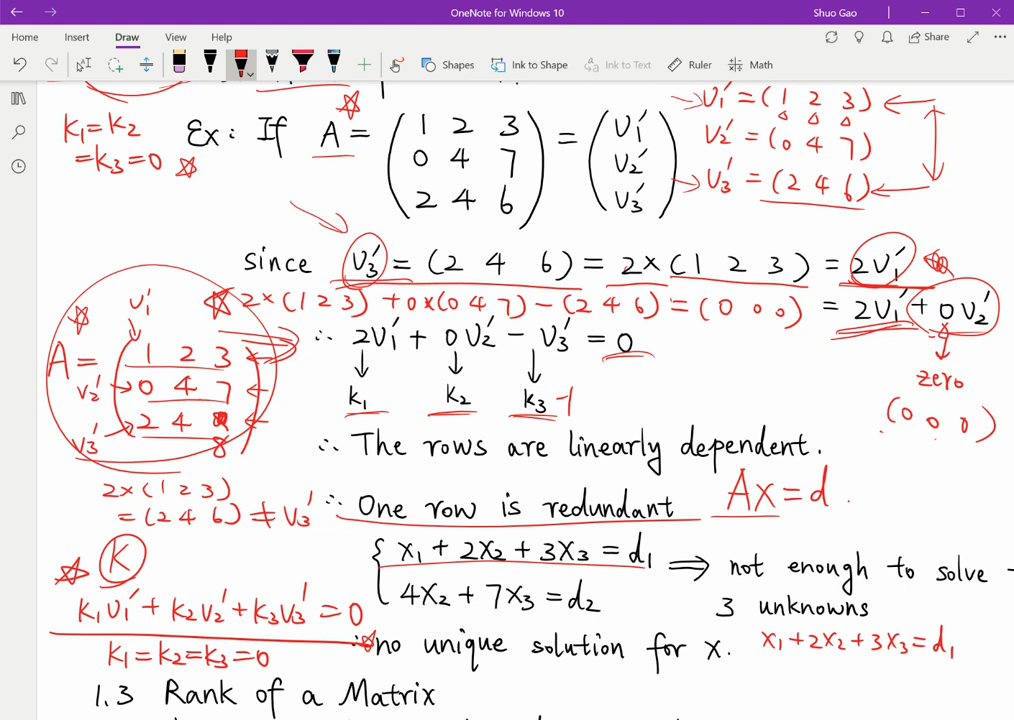 OneNote for Windows 10
Shuo Gao
Home Insert Draw View Help
Share
Shapes Ink to Shape Ink to Text Ruler Math
k₁=k₂
=k₃=0
Ex: If A = ( 1 2 3 ) = ( v₁' )
0 4 7 v₂'
2 4 6 v₃'
v₁' = (1 2 3)
v₂' = (0 4 7)
v₃' = (2 4 6)
since v₃' = (2 4 6) = 2×(1 2 3) = 2v₁'
2×(1 2 3) + 0×(0 4 7) - (2 4 6) = (0 0 0) = 2v₁' + 0v₂'
zero
(0 0 0)
∴ 2v₁' + 0v₂' - v₃' = 0
k₁ k₂ k₃ -1
v₁'
A = 1 2 3
v₂' 0 4 7
v₃' 2 4 8
8
∴ The rows are linearly dependent.
2×(1 2 3)
= (2 4 6) ≠ v₃'
∴ One row is redundant
Ax = d.
{ x₁ + 2x₂ + 3x₃ = d₁ ⟹ not enough to solve
4x₂ + 7x₃ = d₂ 3 unknowns
K
k₁v₁' + k₂v₂' + k₃v₃' = 0
k₁=k₂=k₃=0
∴ no unique solution for x.
x₁+2x₂+3x₃=d₁
1.3 Rank of a Matrix